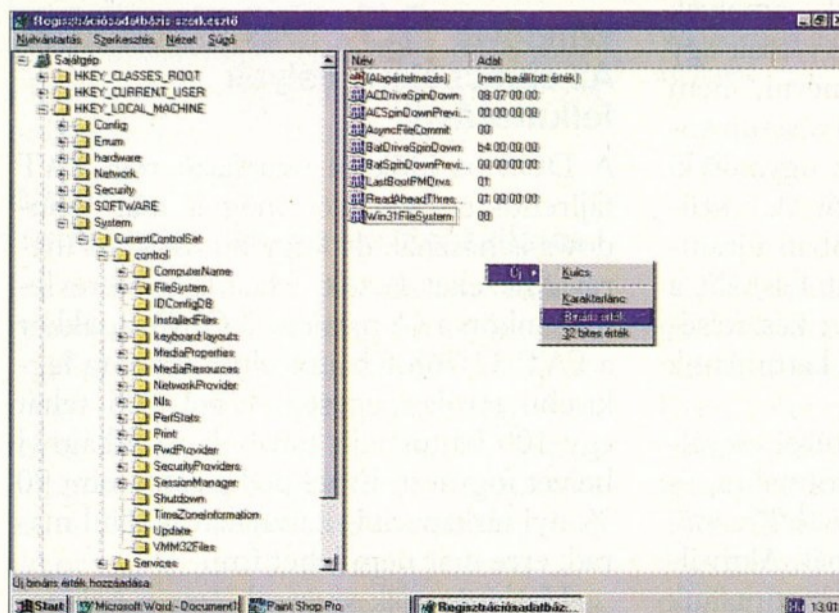 Regisztrációsadatbázis-szerkesztő
Nyilvántartás Szerkesztés Nézet Súgó
Sajátgép
HKEY_CLASSES_ROOT
HKEY_CURRENT_USER
HKEY_LOCAL_MACHINE
Config
Enum
hardware
Network
Security
SOFTWARE
System
CurrentControlSet
control
ComputerName
FileSystem
IDConfigDB
InstalledFiles
keyboard layouts
MediaProperties
MediaResources
NetworkProvider
Nls
PerfStats
Print
PwdProvider
SecurityProviders
SessionManager
Shutdown
TimeZoneInformation
Update
VMM32Files
Services
Név Adat
(Alapértelmezés) (nem beállított érték)
ACDriveSpinDown 08 07 00 00
ACSpinDownPrevi... 00 00 00 00
AsyncFileCommit 00
BatDriveSpinDown b4 00 00 00
BatSpinDownPrevi... 00 00 00 00
LastBootPMDrvs 01
ReadAheadThres... 01 00 00 00
Win31FileSystem 00
Új
Kulcs
Karakterlánc
Bináris érték
32 bites érték
Új bináris érték hozzáadása
Start Microsoft Word - Document1 Paint Shop Pro Regisztrációsadatbáz...